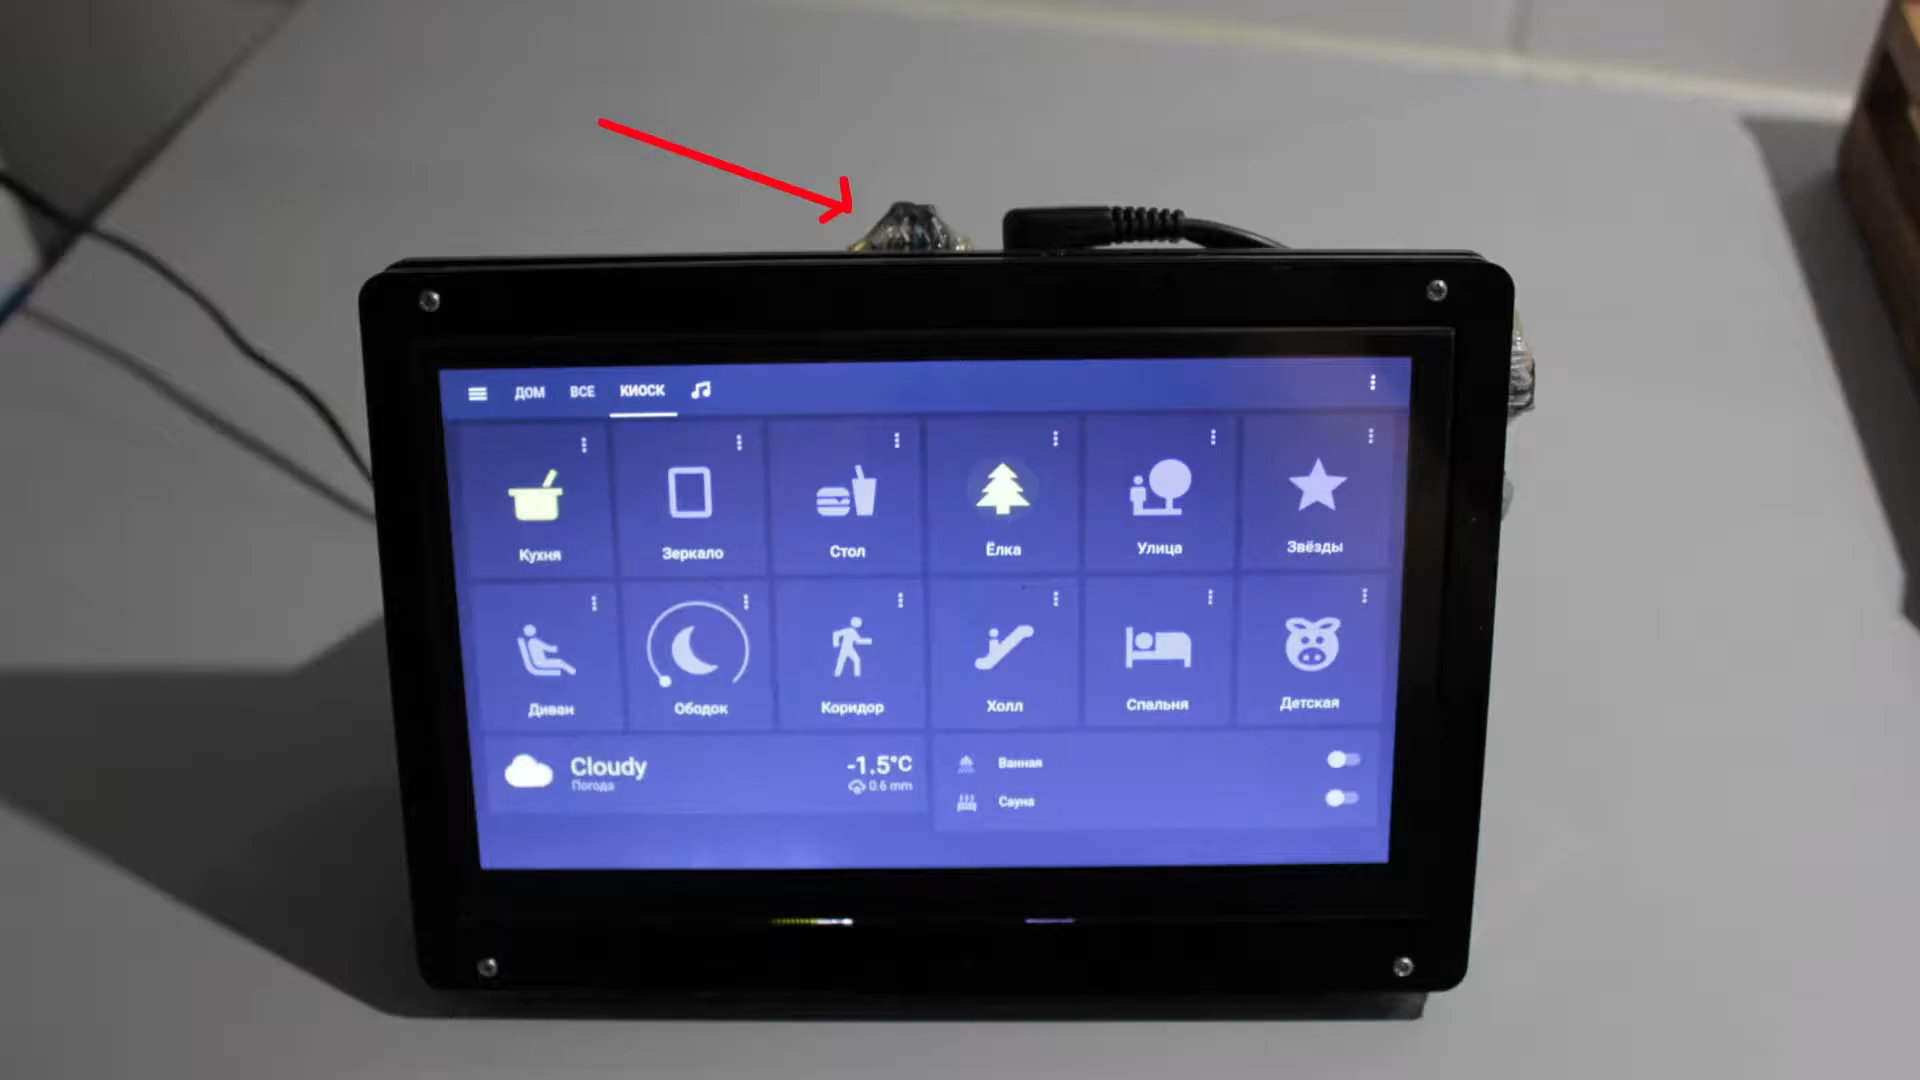 ДОМ ВСЕ КИОСК
Кухня Зеркало Стол Ёлка Улица Звёзды
Диван Ободок Коридор Холл Спальня Детская
Cloudy -1.5°C
Погода 0.6 mm
Ванная
Сауна